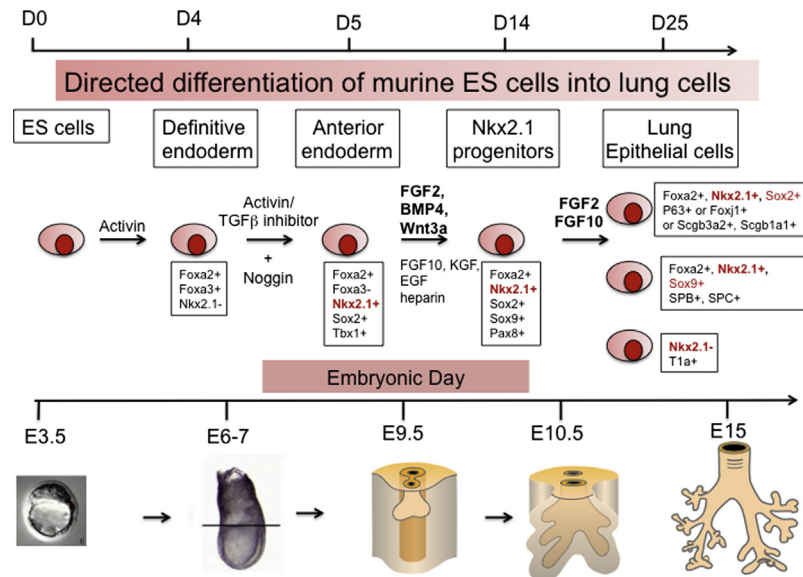 D0 D4 D5 D14 D25
Directed differentiation of murine ES cells into lung cells
ES cells
Definitive
endoderm
Anterior
endoderm
Nkx2.1
progenitors
Lung
Epithelial cells
Activin
Foxa2+
Foxa3+
Nkx2.1-
Activin/
TGFβ inhibitor
+
Noggin
Foxa2+
Foxa3-
Nkx2.1+
Sox2+
Tbx1+
FGF2,
BMP4,
Wnt3a
FGF10, KGF,
EGF
heparin
Foxa2+
Nkx2.1+
Sox2+
Sox9+
Pax8+
FGF2
FGF10
Foxa2+, Nkx2.1+, Sox2+
P63+ or Foxj1+
or Scgb3a2+, Scgb1a1+
Foxa2+, Nkx2.1+,
Sox9+
SPB+, SPC+
Nkx2.1-
T1a+
Embryonic Day
E3.5 E6-7 E9.5 E10.5 E15